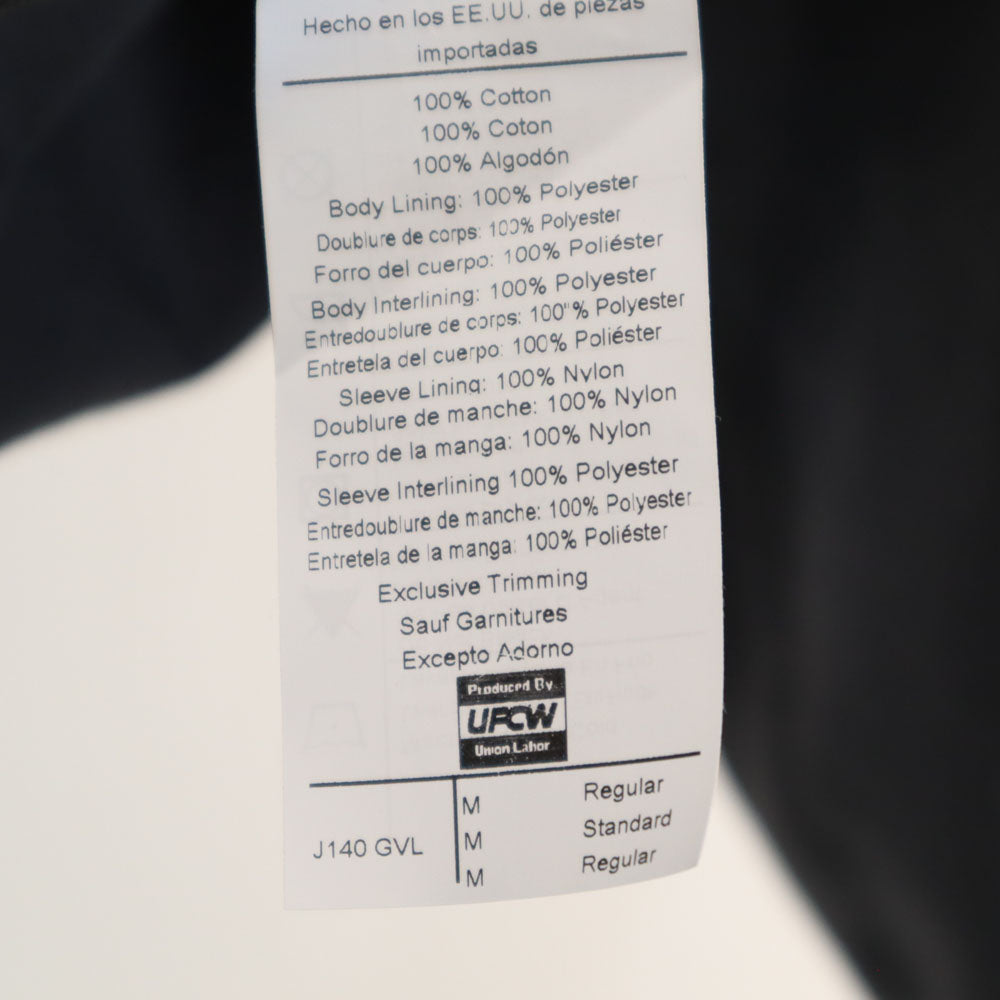 Hecho en los EE.UU. de piezas
importadas
100% Cotton
100% Coton
100% Algodón
Body Lining: 100% Polyester
Doublure de corps: 100% Polyester
Forro del cuerpo: 100% Poliéster
Body Interlining: 100% Polyester
Entredoublure de corps: 100% Polyester
Entretela del cuerpo: 100% Poliéster
Sleeve Lining: 100% Nylon
Doublure de manche: 100% Nylon
Forro de la manga: 100% Nylon
Sleeve Interlining 100% Polyester
Entredoublure de manche: 100% Polyester
Entretela de la manga: 100% Poliéster
Exclusive Trimming
Sauf Garnitures
Excepto Adorno
Produced By
UFCW
Union Labor
M Regular
J140 GVL M Standard
M Regular